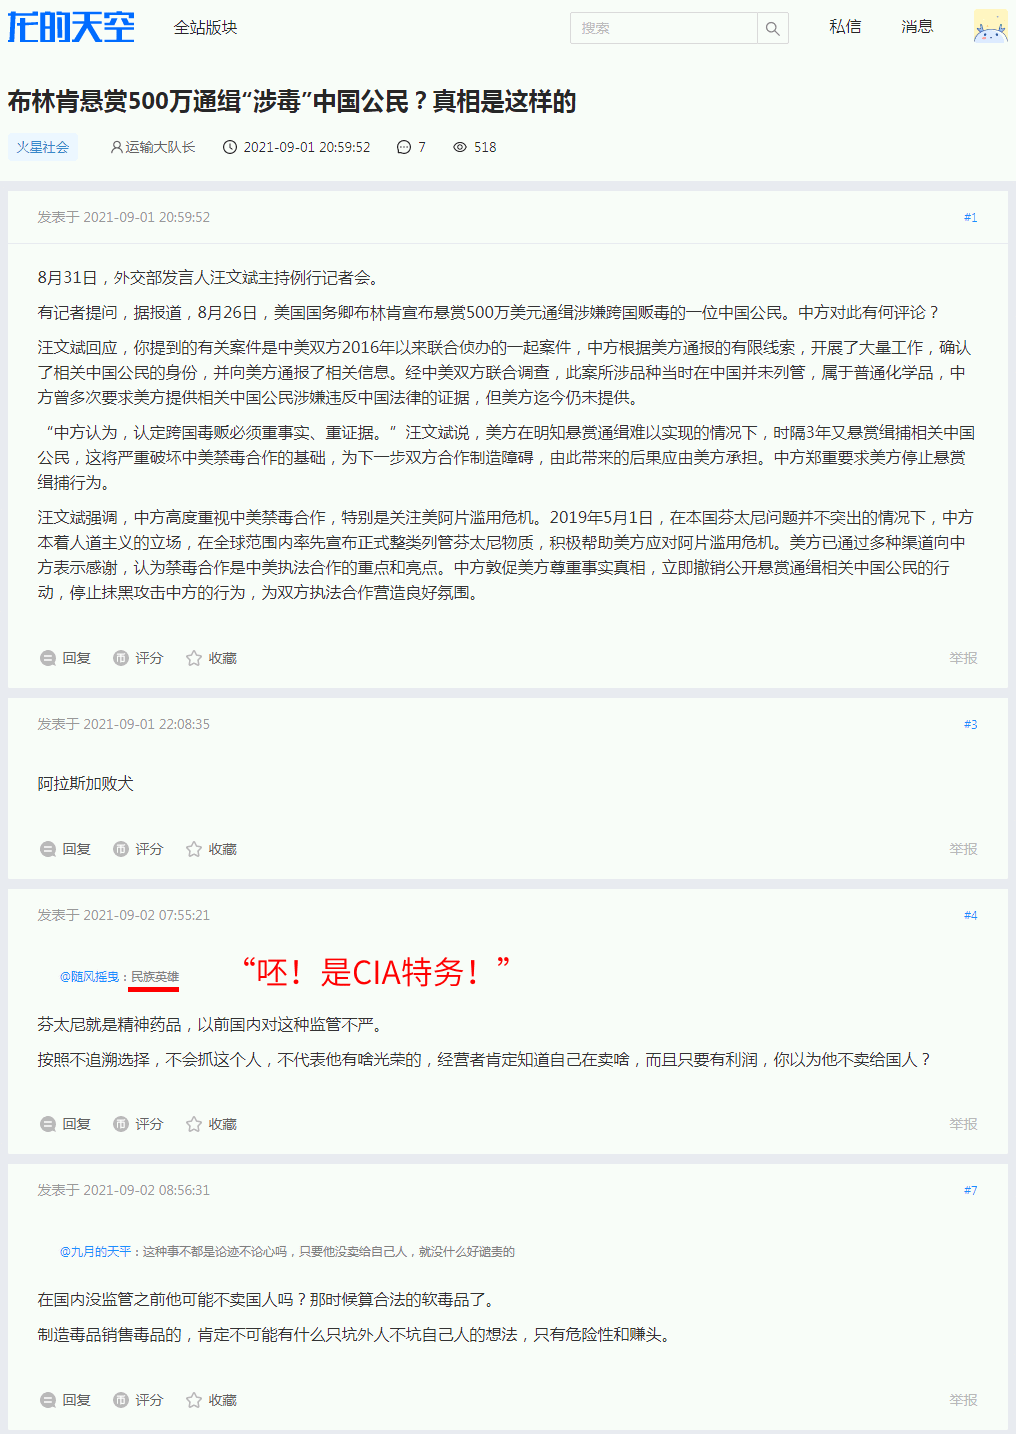 龙的天空 全站版块 搜索 私信 消息
布林肯悬赏500万通缉“涉毒”中国公民？真相是这样的
火星社会 运输大队长 2021-09-01 20:59:52 7 518
发表于 2021-09-01 20:59:52 #1
8月31日，外交部发言人汪文斌主持例行记者会。
有记者提问，据报道，8月26日，美国国务卿布林肯宣布悬赏500万美元通缉涉嫌跨国贩毒的一位中国公民。中方对此有何评论？
汪文斌回应，你提到的有关案件是中美双方2016年以来联合侦办的一起案件，中方根据美方通报的有限线索，开展了大量工作，确认
了相关中国公民的身份，并向美方通报了相关信息。经中美双方联合调查，此案所涉品种当时在中国并未列管，属于普通化学品，中
方曾多次要求美方提供相关中国公民涉嫌违反中国法律的证据，但美方迄今仍未提供。
“中方认为，认定跨国毒贩必须重事实、重证据。”汪文斌说，美方在明知悬赏通缉难以实现的情况下，时隔3年又悬赏缉捕相关中国
公民，这将严重破坏中美禁毒合作的基础，为下一步双方合作制造障碍，由此带来的后果应由美方承担。中方郑重要求美方停止悬赏
缉捕行为。
汪文斌强调，中方高度重视中美禁毒合作，特别是关注美阿片滥用危机。2019年5月1日，在本国芬太尼问题并不突出的情况下，中方
本着人道主义的立场，在全球范围内率先宣布正式整类列管芬太尼物质，积极帮助美方应对阿片滥用危机。美方已通过多种渠道向中
方表示感谢，认为禁毒合作是中美执法合作的重点和亮点。中方敦促美方尊重事实真相，立即撤销公开悬赏通缉相关中国公民的行
动，停止抹黑攻击中方的行为，为双方执法合作营造良好氛围。
回复 评分 收藏 举报
发表于 2021-09-01 22:08:35 #3
阿拉斯加败犬
回复 评分 收藏 举报
发表于 2021-09-02 07:55:21 #4
@随风摇曳：民族英雄 “呸！是CIA特务！”
芬太尼就是精神药品，以前国内对这种监管不严。
按照不追溯选择，不会抓这个人，不代表他有啥光荣的，经营者肯定知道自己在卖啥，而且只要有利润，你以为他不卖给国人？
回复 评分 收藏 举报
发表于 2021-09-02 08:56:31 #7
@九月的天平：这种事不都是论迹不论心吗，只要他没卖给自己人，就没什么好谴责的
在国内没监管之前他可能不卖国人吗？那时候算合法的软毒品了。
制造毒品销售毒品的，肯定不可能有什么只坑外人不坑自己人的想法，只有危险性和赚头。
回复 评分 收藏 举报